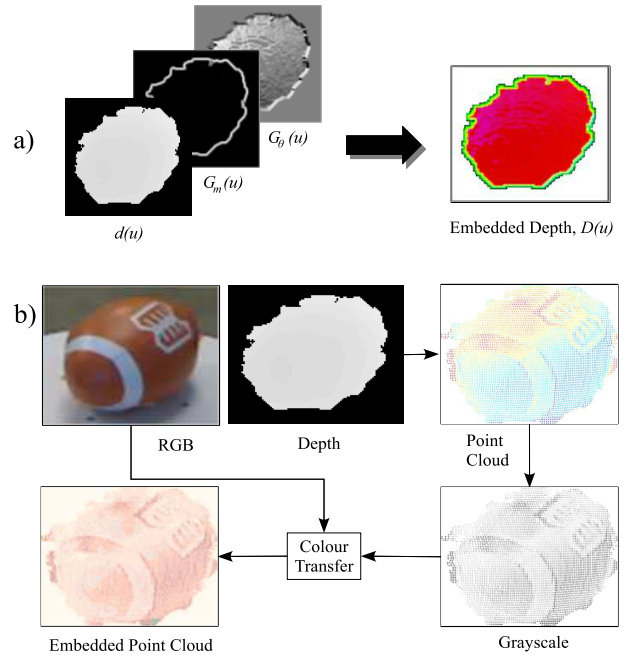 a)
G_θ (u)
G_m(u)
d(u)
Embedded Depth, D(u)
b)
RGB
Depth
Point
Cloud
Colour
Transfer
Embedded Point Cloud
Grayscale